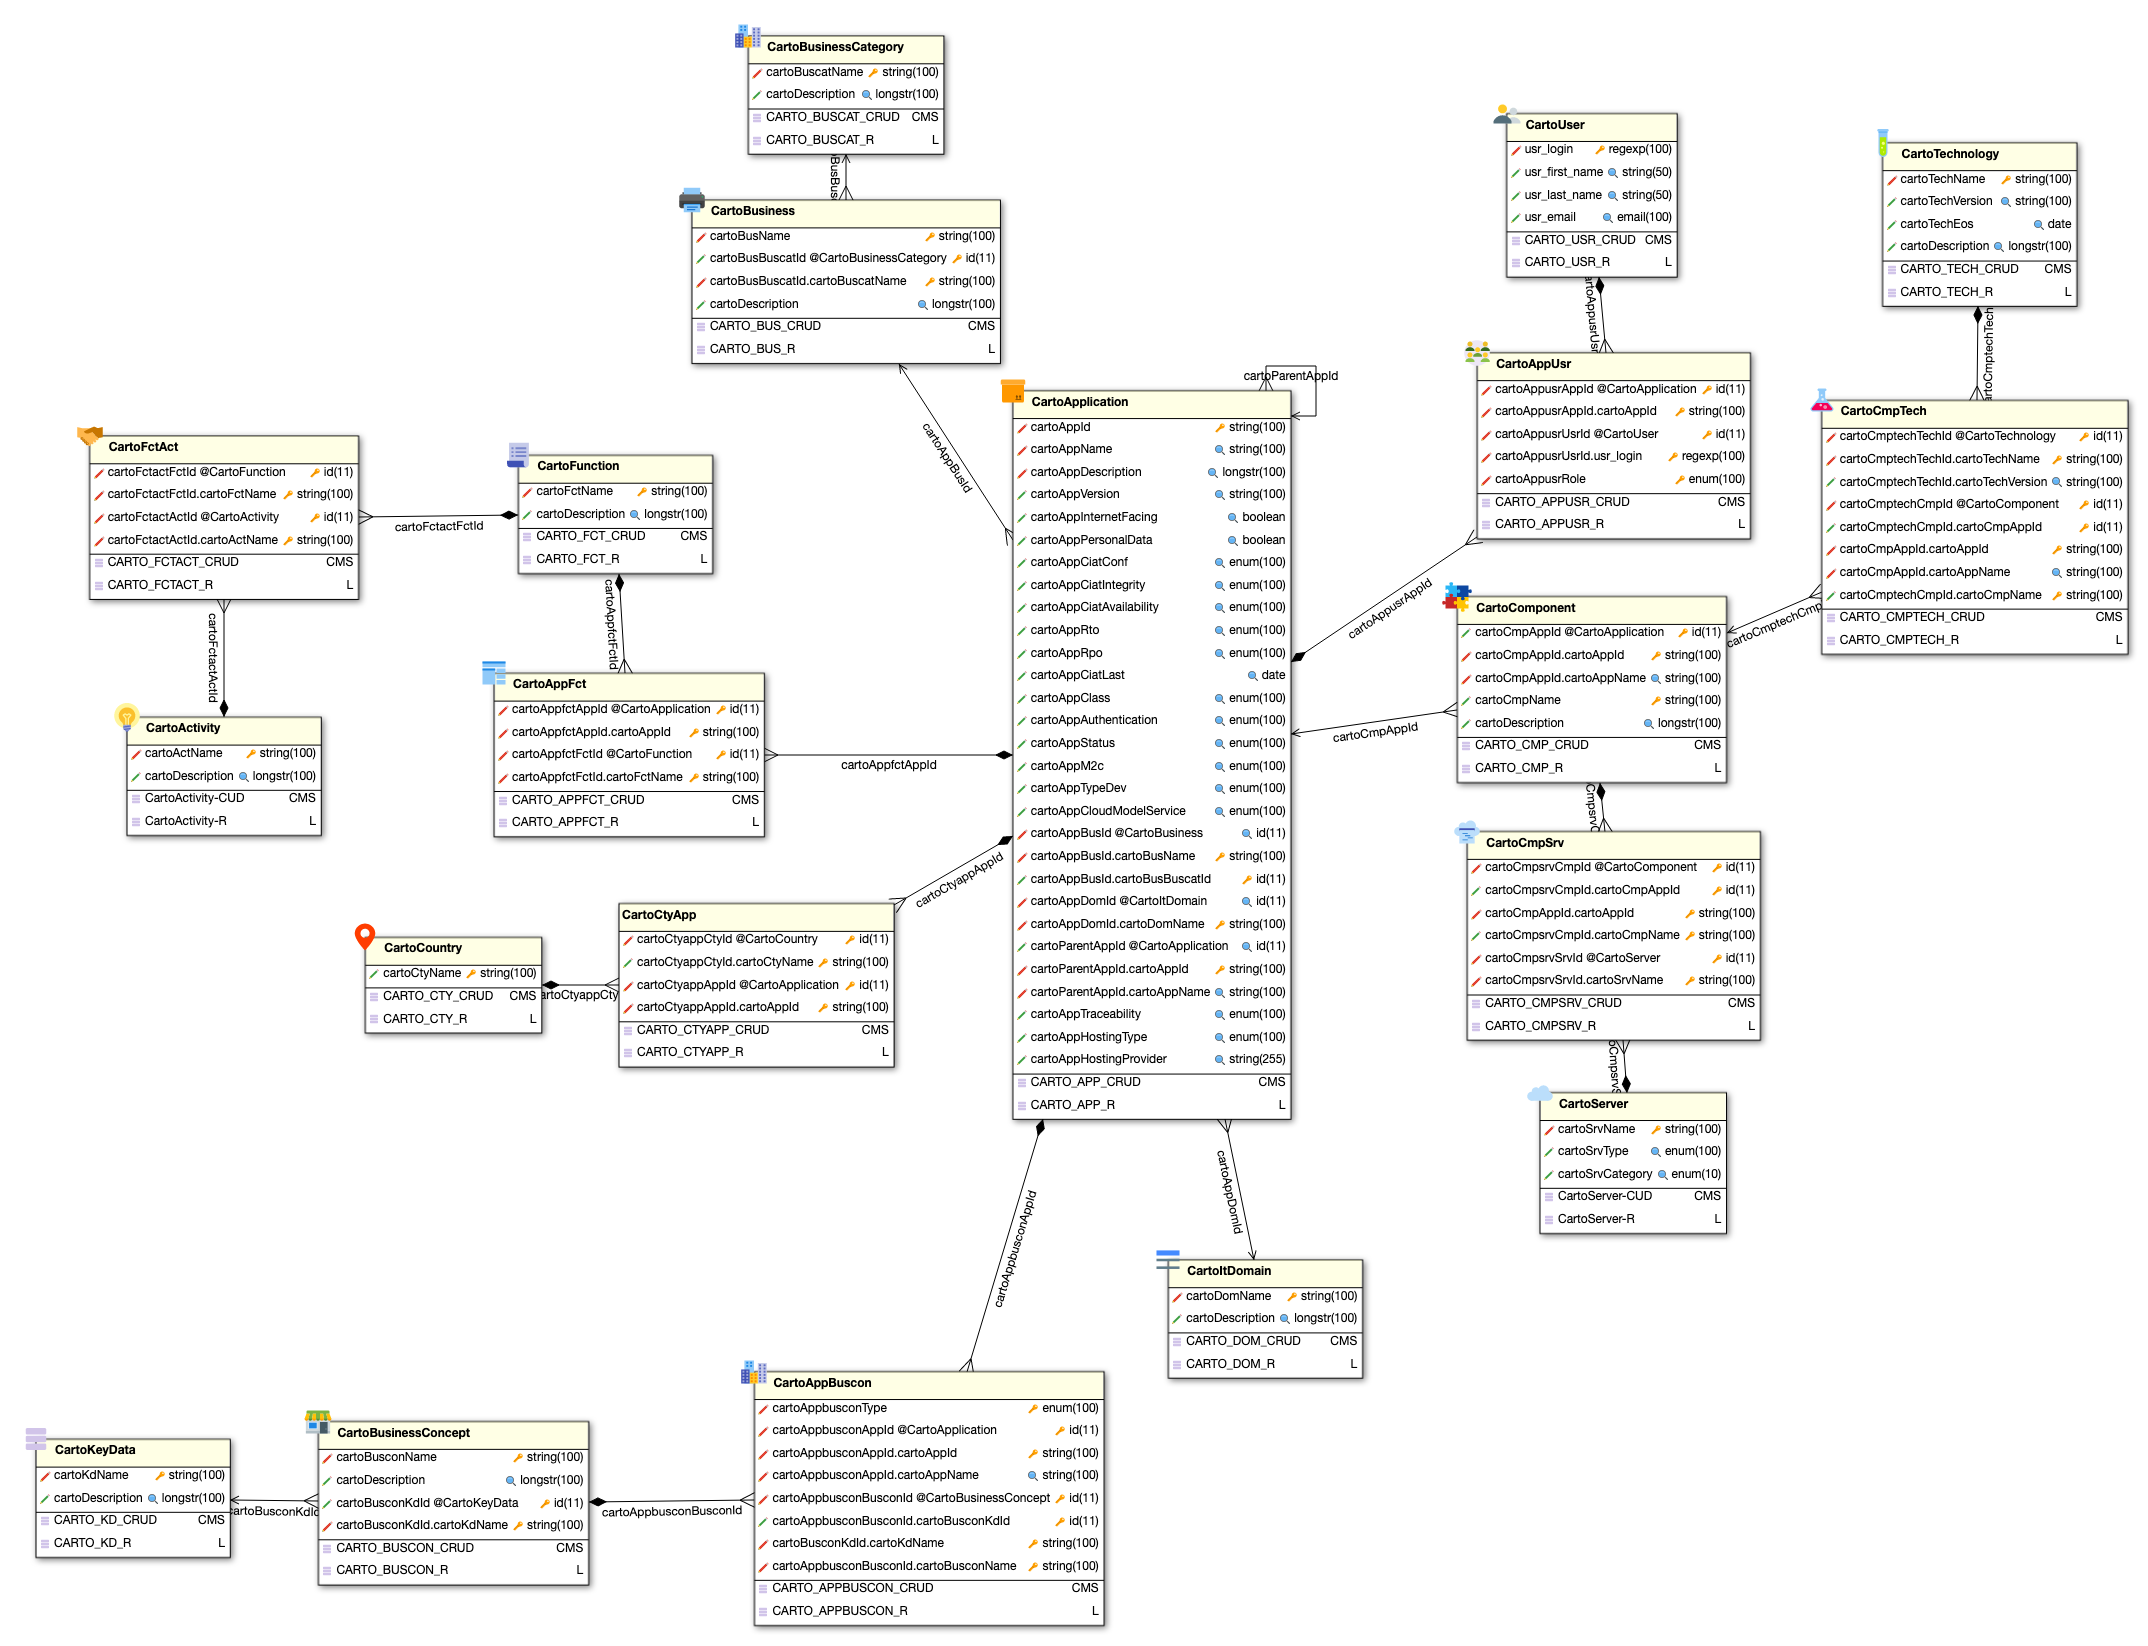 CartoBusinessCategory
cartoBuscatName string(100)
cartoDescription longstr(100)
CARTO_BUSCAT_CRUD CMS
CARTO_BUSCAT_R L
CartoBusiness
cartoBusName string(100)
cartoBusBuscatId @CartoBusinessCategory id(11)
cartoBusBuscatId.cartoBuscatName string(100)
cartoDescription longstr(100)
CARTO_BUS_CRUD CMS
CARTO_BUS_R L
CartoUser
usr_login regexp(100)
usr_first_name string(50)
usr_last_name string(50)
usr_email email(100)
CARTO_USR_CRUD CMS
CARTO_USR_R L
CartoTechnology
cartoTechName string(100)
cartoTechVersion string(100)
cartoTechEos date
cartoDescription longstr(100)
CARTO_TECH_CRUD CMS
CARTO_TECH_R L
artoAppusrUsr
artoCmptechTech
CartoAppUsr
cartoAppusrAppId @CartoApplication id(11)
cartoAppusrAppId.cartoAppId string(100)
cartoAppusrUsrId @CartoUser id(11)
cartoAppusrUsrId.usr_login regexp(100)
cartoAppusrRole enum(100)
CARTO_APPUSR_CRUD CMS
CARTO_APPUSR_R L
CartoCmpTech
cartoCmptechTechId @CartoTechnology id(11)
cartoCmptechTechId.cartoTechName string(100)
cartoCmptechTechId.cartoTechVersion string(100)
cartoCmptechCmpId @CartoComponent id(11)
cartoCmptechCmpId.cartoCmpAppId id(11)
cartoCmpAppId.cartoAppId string(100)
cartoCmpAppId.cartoAppName string(100)
cartoCmptechCmpId.cartoCmpName string(100)
CARTO_CMPTECH_CRUD CMS
CARTO_CMPTECH_R L
cartoParentAppId
cartoAppBusId
CartoApplication
cartoAppId string(100)
cartoAppName string(100)
cartoAppDescription longstr(100)
cartoAppVersion string(100)
cartoAppInternetFacing boolean
cartoAppPersonalData boolean
cartoAppCiatConf enum(100)
cartoAppCiatIntegrity enum(100)
cartoAppCiatAvailability enum(100)
cartoAppRto enum(100)
cartoAppRpo enum(100)
cartoAppCiatLast date
cartoAppClass enum(100)
cartoAppAuthentication enum(100)
cartoAppStatus enum(100)
cartoAppM2c enum(100)
cartoAppTypeDev enum(100)
cartoAppCloudModelService enum(100)
cartoAppBusId @CartoBusiness id(11)
cartoAppBusId.cartoBusName string(100)
cartoAppBusId.cartoBusBuscatId id(11)
cartoAppDomId @CartoItDomain id(11)
cartoAppDomId.cartoDomName string(100)
cartoParentAppId @CartoApplication id(11)
cartoParentAppId.cartoAppId string(100)
cartoParentAppId.cartoAppName string(100)
cartoAppTraceability enum(100)
cartoAppHostingType enum(100)
cartoAppHostingProvider string(255)
CARTO_APP_CRUD CMS
CARTO_APP_R L
CartoFctAct
cartoFctactFctId @CartoFunction id(11)
cartoFctactFctId.cartoFctName string(100)
cartoFctactActId @CartoActivity id(11)
cartoFctactActId.cartoActName string(100)
CARTO_FCTACT_CRUD CMS
CARTO_FCTACT_R L
cartoFctactFctId
CartoFunction
cartoFctName string(100)
cartoDescription longstr(100)
CARTO_FCT_CRUD CMS
CARTO_FCT_R L
cartoFctactActId
cartoAppfctFctId
CartoActivity
cartoActName string(100)
cartoDescription longstr(100)
CartoActivity-CUD CMS
CartoActivity-R L
CartoAppFct
cartoAppfctAppId @CartoApplication id(11)
cartoAppfctAppId.cartoAppId string(100)
cartoAppfctFctId @CartoFunction id(11)
cartoAppfctFctId.cartoFctName string(100)
CARTO_APPFCT_CRUD CMS
CARTO_APPFCT_R L
cartoAppfctAppId
cartoAppusrAppId
cartoCmptechCmp
cartoCmpAppId
CartoComponent
cartoCmpAppId @CartoApplication id(11)
cartoCmpAppId.cartoAppId string(100)
cartoCmpAppId.cartoAppName string(100)
cartoCmpName string(100)
cartoDescription longstr(100)
CARTO_CMP_CRUD CMS
CARTO_CMP_R L
CartoCmpSrv
cartoCmpsrvCmpId @CartoComponent id(11)
cartoCmpsrvCmpId.cartoCmpAppId id(11)
cartoCmpAppId.cartoAppId string(100)
cartoCmpsrvCmpId.cartoCmpName string(100)
cartoCmpsrvSrvId @CartoServer id(11)
cartoCmpsrvSrvId.cartoSrvName string(100)
CARTO_CMPSRV_CRUD CMS
CARTO_CMPSRV_R L
CartoServer
cartoSrvName string(100)
cartoSrvType enum(100)
cartoSrvCategory enum(10)
CartoServer-CUD CMS
CartoServer-R L
cartoCtyappAppId
CartoCountry
cartoCtyName string(100)
CARTO_CTY_CRUD CMS
CARTO_CTY_R L
artoCtyappCty
CartoCtyApp
cartoCtyappCtyId @CartoCountry id(11)
cartoCtyappCtyId.cartoCtyName string(100)
cartoCtyappAppId @CartoApplication id(11)
cartoCtyappAppId.cartoAppId string(100)
CARTO_CTYAPP_CRUD CMS
CARTO_CTYAPP_R L
cartoAppbusconAppId
cartoAppDomId
CartoItDomain
cartoDomName string(100)
cartoDescription longstr(100)
CARTO_DOM_CRUD CMS
CARTO_DOM_R L
CartoKeyData
cartoKdName string(100)
cartoDescription longstr(100)
CARTO_KD_CRUD CMS
CARTO_KD_R L
CartoBusinessConcept
cartoBusconName string(100)
cartoDescription longstr(100)
cartoBusconKdId @CartoKeyData id(11)
cartoBusconKdId.cartoKdName string(100)
CARTO_BUSCON_CRUD CMS
CARTO_BUSCON_R L
cartoAppbusconBusconId
CartoAppBuscon
cartoAppbusconType enum(100)
cartoAppbusconAppId @CartoApplication id(11)
cartoAppbusconAppId.cartoAppId string(100)
cartoAppbusconAppId.cartoAppName string(100)
cartoAppbusconBusconId @CartoBusinessConcept id(11)
cartoAppbusconBusconId.cartoBusconKdId id(11)
cartoBusconKdId.cartoKdName string(100)
cartoAppbusconBusconId.cartoBusconName string(100)
CARTO_APPBUSCON_CRUD CMS
CARTO_APPBUSCON_R L